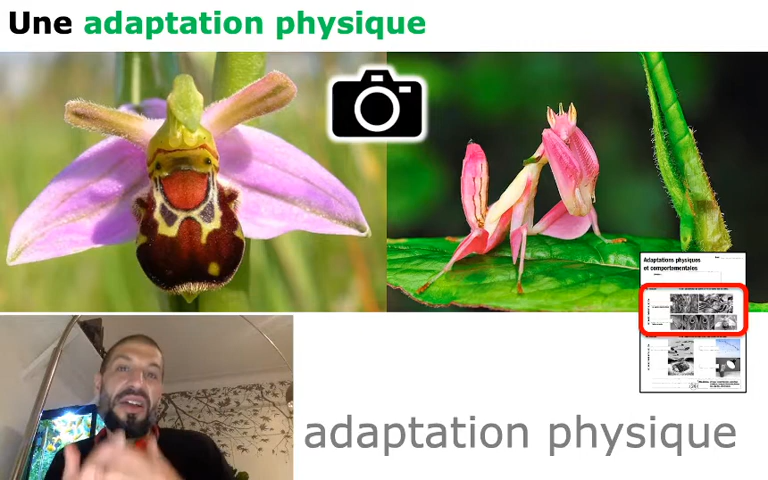 Une adaptation physique
Adaptations physiques
et comportementales
adaptation physique